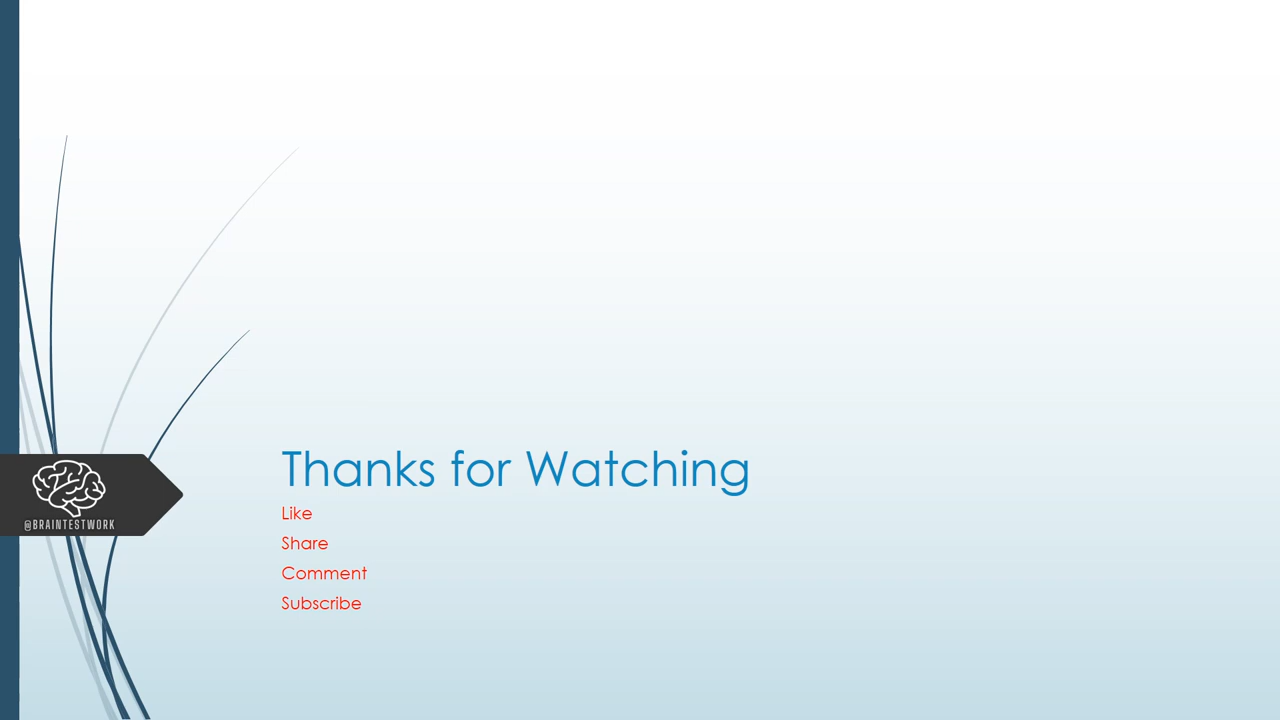 Thanks for Watching
Like
Share
Comment
Subscribe
@BRAINTESTWORK